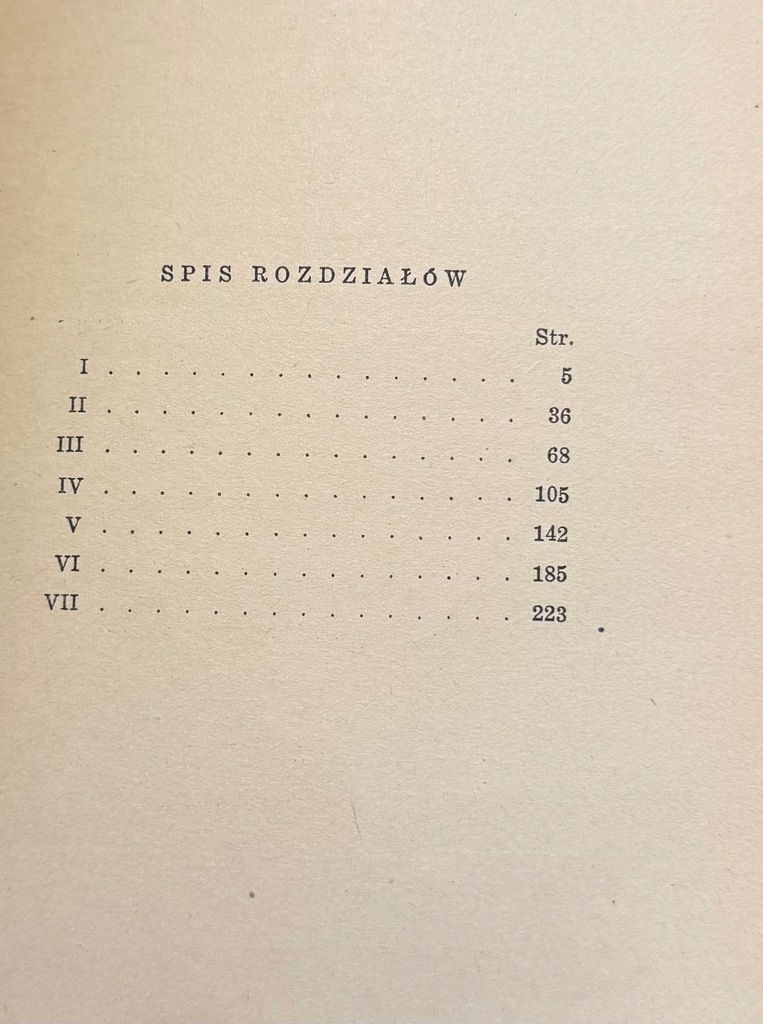 SPIS ROZDZIAŁÓW
Str.
I . . . . . . . . . . . . . . . 5
II . . . . . . . . . . . . . . . 36
III . . . . . . . . . . . . . . . 68
IV . . . . . . . . . . . . . . . 105
V . . . . . . . . . . . . . . . 142
VI . . . . . . . . . . . . . . . 185
VII . . . . . . . . . . . . . . . 223